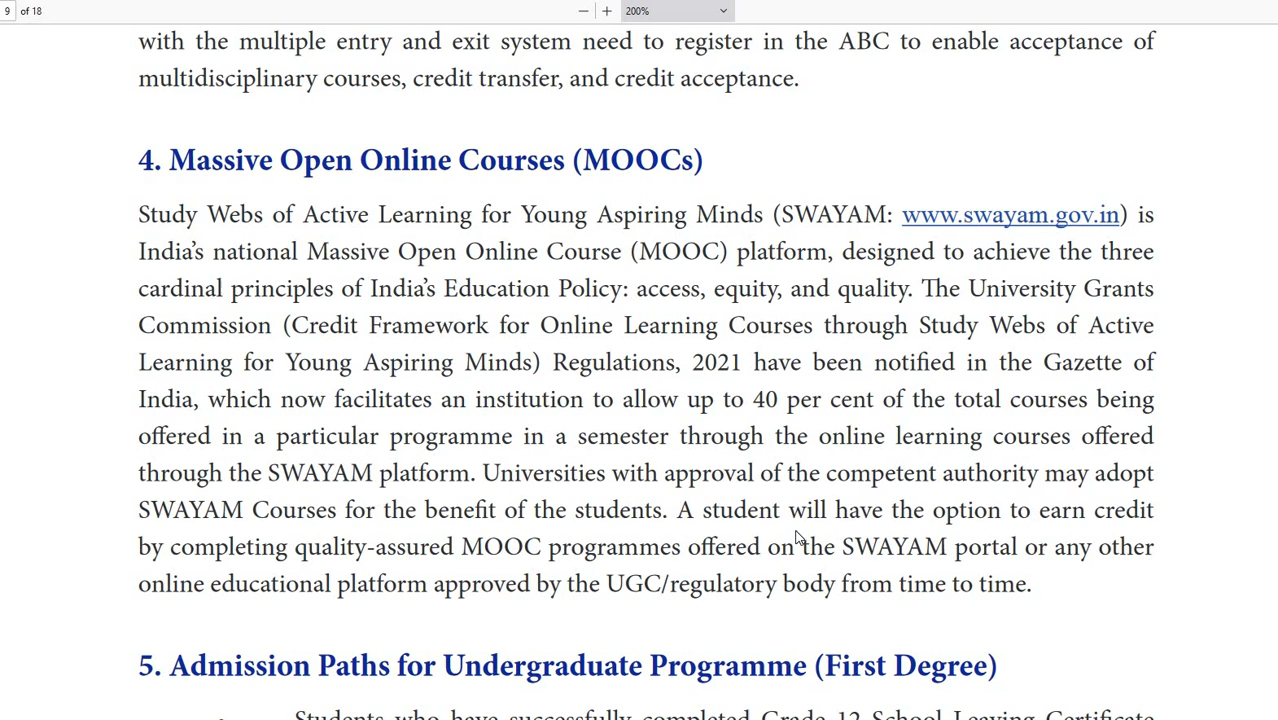 9 of 18
200%
with the multiple entry and exit system need to register in the ABC to enable acceptance of
multidisciplinary courses, credit transfer, and credit acceptance.
4. Massive Open Online Courses (MOOCs)
Study Webs of Active Learning for Young Aspiring Minds (SWAYAM: www.swayam.gov.in) is
India's national Massive Open Online Course (MOOC) platform, designed to achieve the three
cardinal principles of India's Education Policy: access, equity, and quality. The University Grants
Commission (Credit Framework for Online Learning Courses through Study Webs of Active
Learning for Young Aspiring Minds) Regulations, 2021 have been notified in the Gazette of
India, which now facilitates an institution to allow up to 40 per cent of the total courses being
offered in a particular programme in a semester through the online learning courses offered
through the SWAYAM platform. Universities with approval of the competent authority may adopt
SWAYAM Courses for the benefit of the students. A student will have the option to earn credit
by completing quality-assured MOOC programmes offered on the SWAYAM portal or any other
online educational platform approved by the UGC/regulatory body from time to time.
5. Admission Paths for Undergraduate Programme (First Degree)
Students who have successfully completed Grade 12 School Leaving Certificate